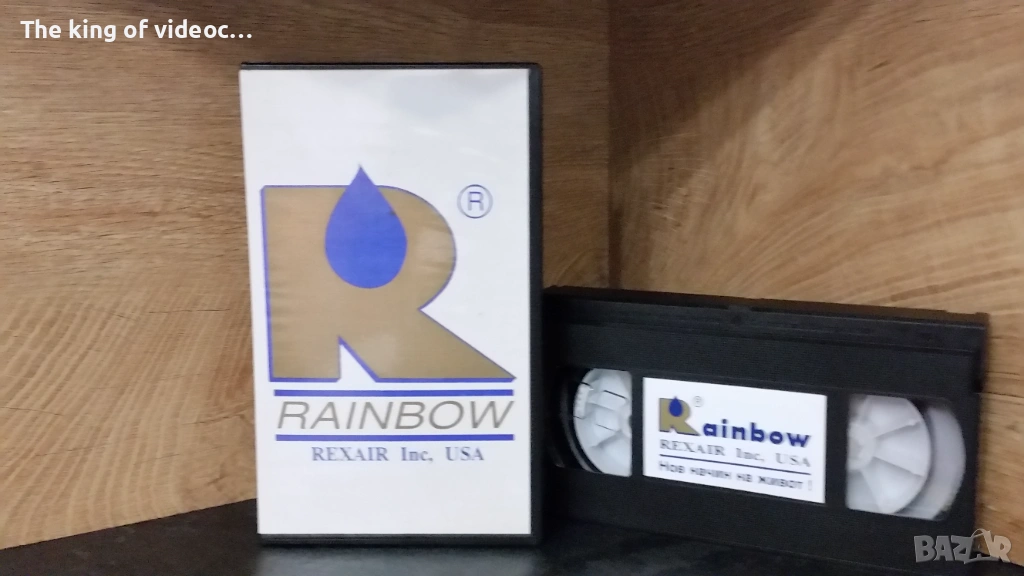 The king of videoc...
R
®
RAINBOW
REXAIR Inc, USA
Rainbow ®
REXAIR Inc, USA
Нов начин на живот!
BAZAR